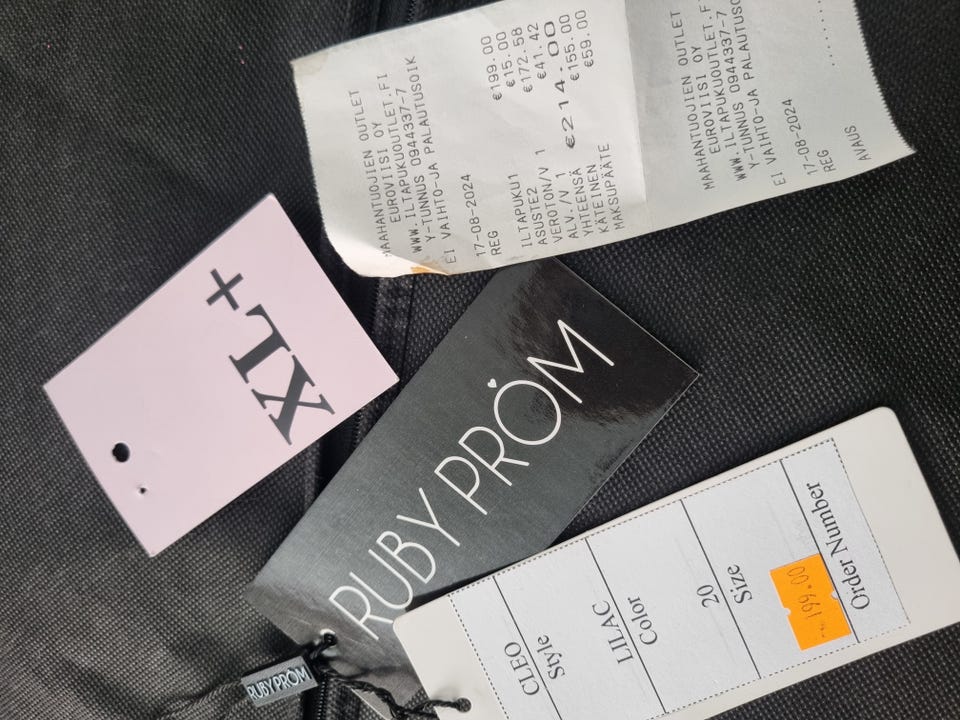 MAAHANTUOJIEN OUTLET
EUROVIISI OY
WWW.ILTAPUKUOUTLET.FI
Y-TUNNUS 0944337-7
EI VAIHTO-JA PALAUTUSOIK
17-08-2024
REG
ILTAPUKU1 €199.00
ASUSTE2 €15.00
VEROTON/V 1 €172.58
ALV./V 1 €41.42
YHTEENSÄ €214.00
KÄTEINEN €155.00
MAKSUPÄÄTE €59.00
MAAHANTUOJIEN OUTLET
EUROVIISI OY
WWW.ILTAPUKUOUTLET.F
Y-TUNNUS 0944337-7
EI VAIHTO-JA PALAUTUSO
17-08-2024
REG
AVAUS ........
XL+
RUBY PROM
RUBY PROM
CLEO
Style
LILAC
Color
20
Size
199.00
Order Number